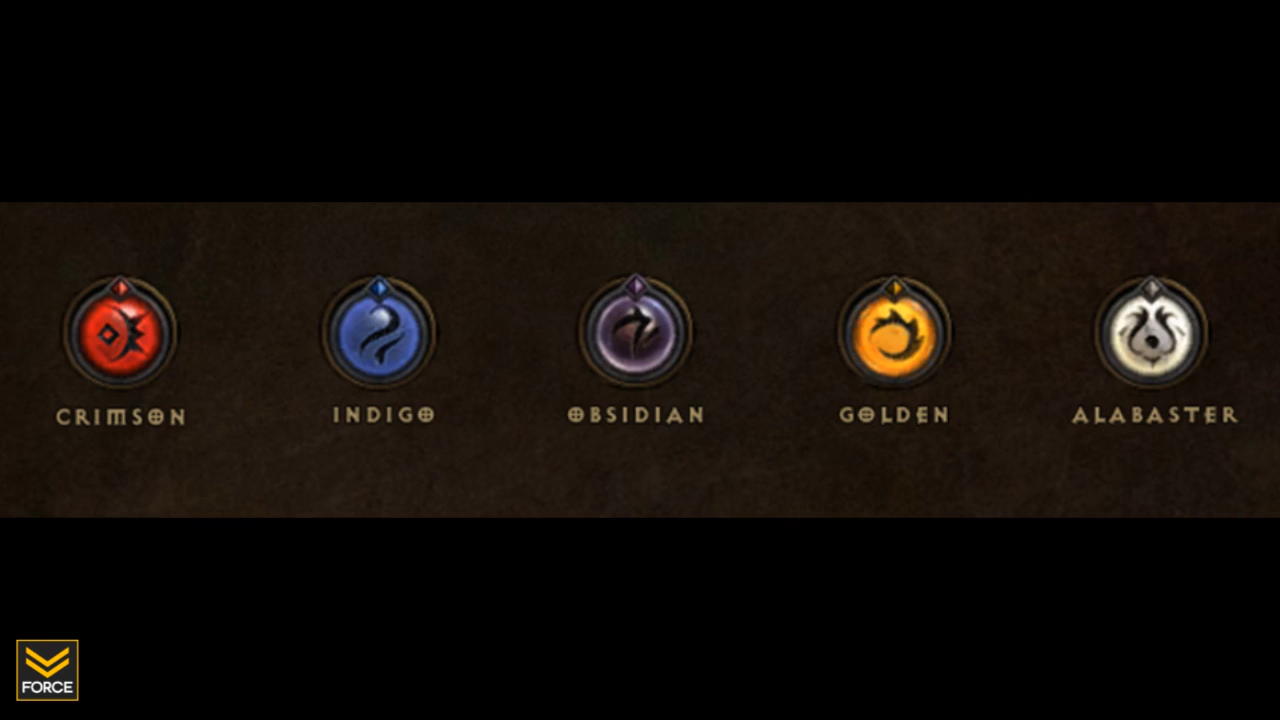 CRIMSON
INDIGO
OBSIDIAN
GOLDEN
ALABASTER
FORCE